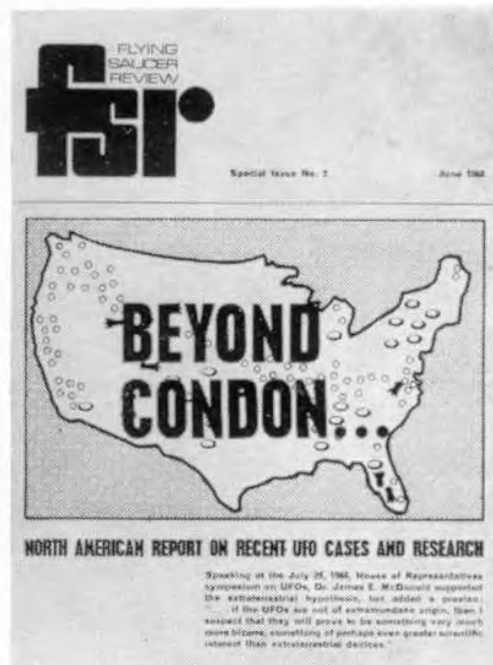 FLYING
SAUCER
REVIEW
fsr
Special Issue No. June 1969
BEYOND
CONDON...
NORTH AMERICAN REPORT ON RECENT UFO CASES AND RESEARCH
Speaking at the July 29, 1968, House of Representatives
symposium on UFOs, Dr. James E. McDonald supported
the extraterrestrial hypothesis, but added a proviso:
". . . if the UFOs are not of extramundane origin, then I
suspect that they will prove to be something very much
more bizarre, something of perhaps even greater scientific
interest than extraterrestrial devices."